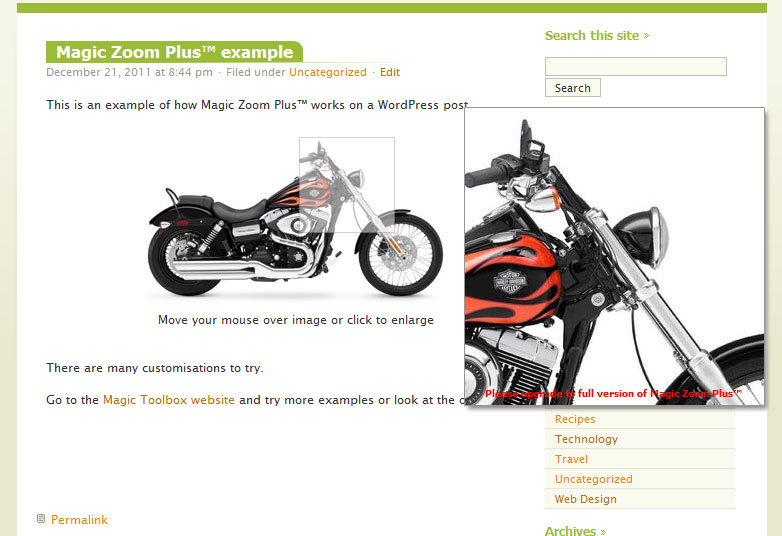 Search this site »
Magic Zoom Plus™ example
December 21, 2011 at 8:44 pm · Filed under Uncategorized · Edit
Search
This is an example of how Magic Zoom Plus™ works on a WordPress post
HARLEY-DAVIDSON
Move your mouse over image or click to enlarge
There are many customisations to try.
Please upgrade to full version of Magic Zoom Plus™
Go to the Magic Toolbox website and try more examples or look at the
Recipes
Technology
Travel
Uncategorized
Web Design
Permalink
Archives »